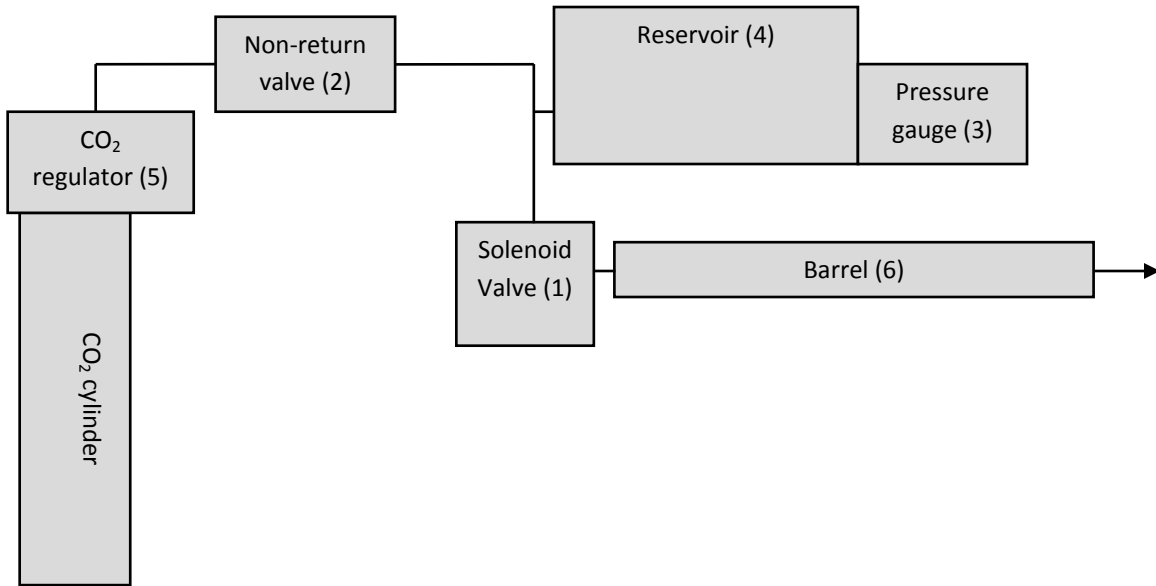 Non-return
valve (2)
Reservoir (4)
Pressure
gauge (3)
CO₂
regulator (5)
Solenoid
Valve (1)
Barrel (6)
CO₂ cylinder